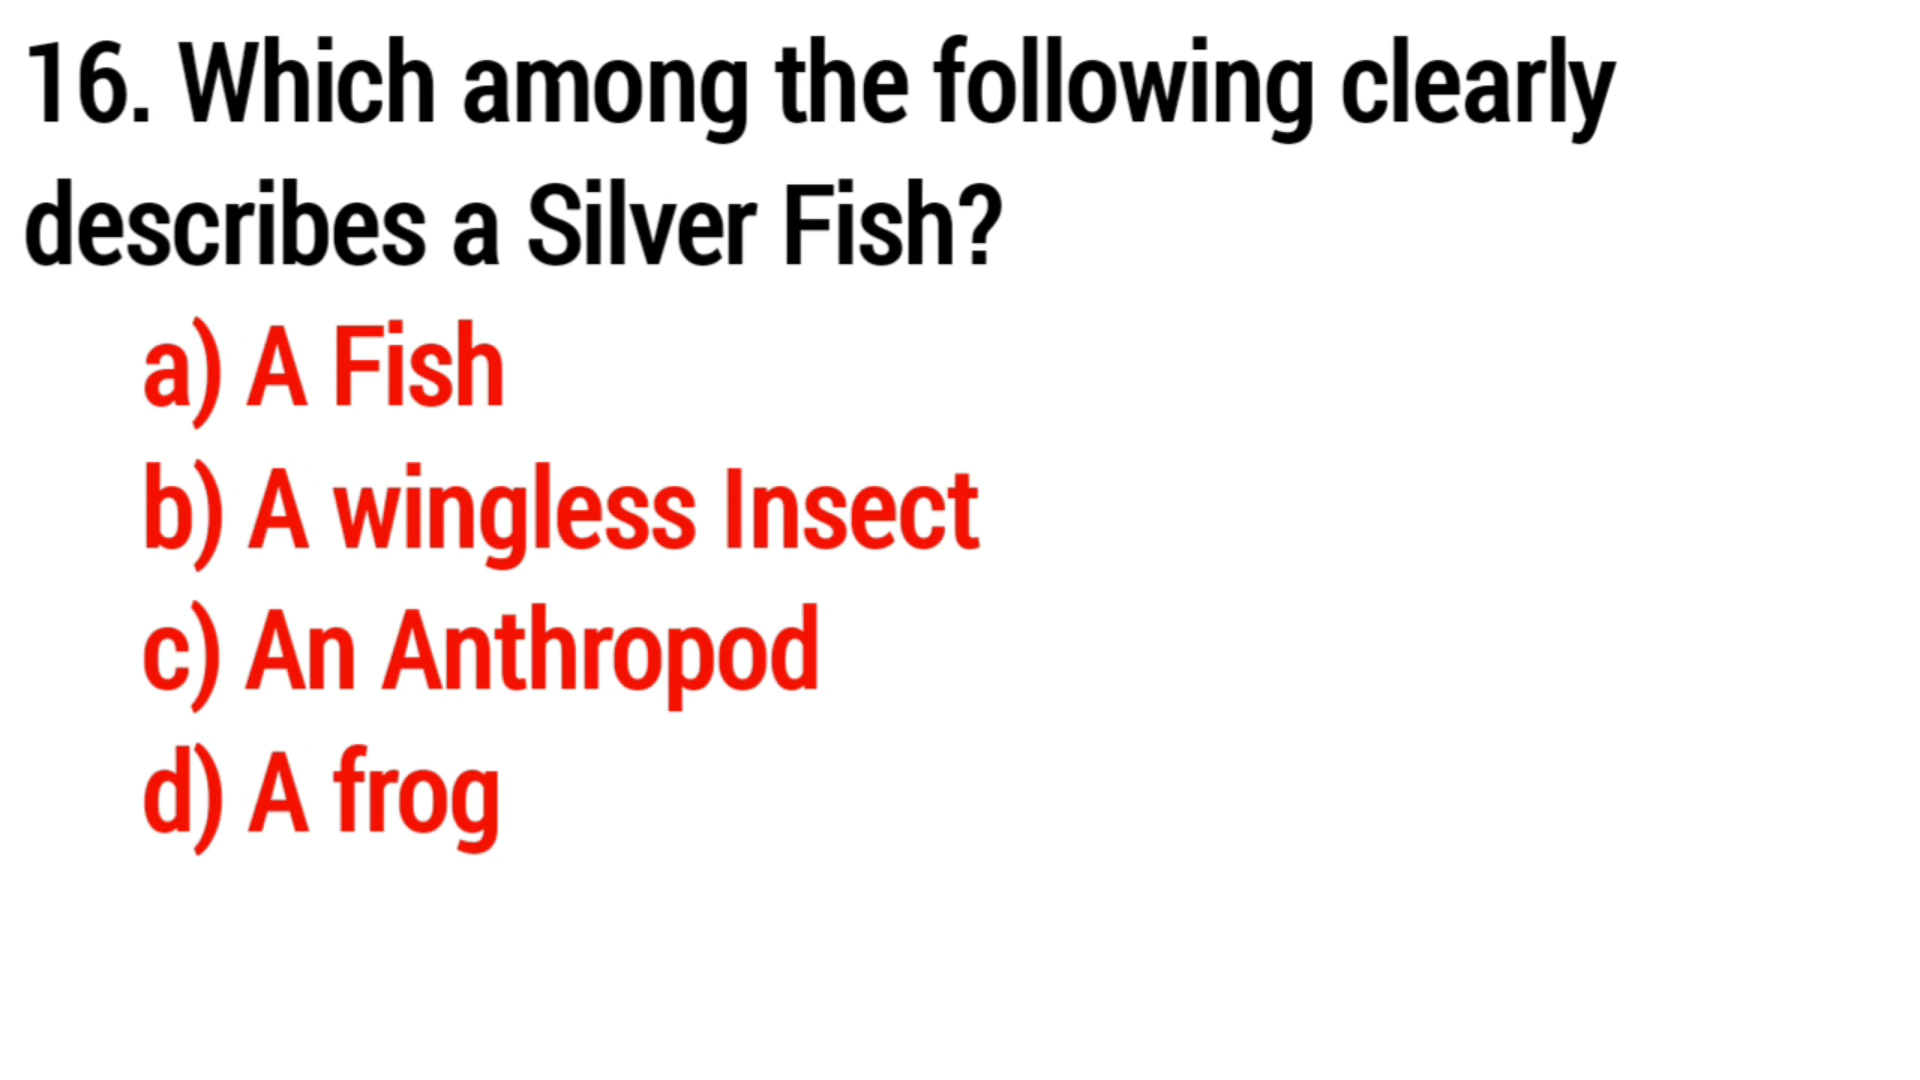 16. Which among the following clearly
describes a Silver Fish?
a) A Fish
b) A wingless Insect
c) An Anthropod
d) A frog